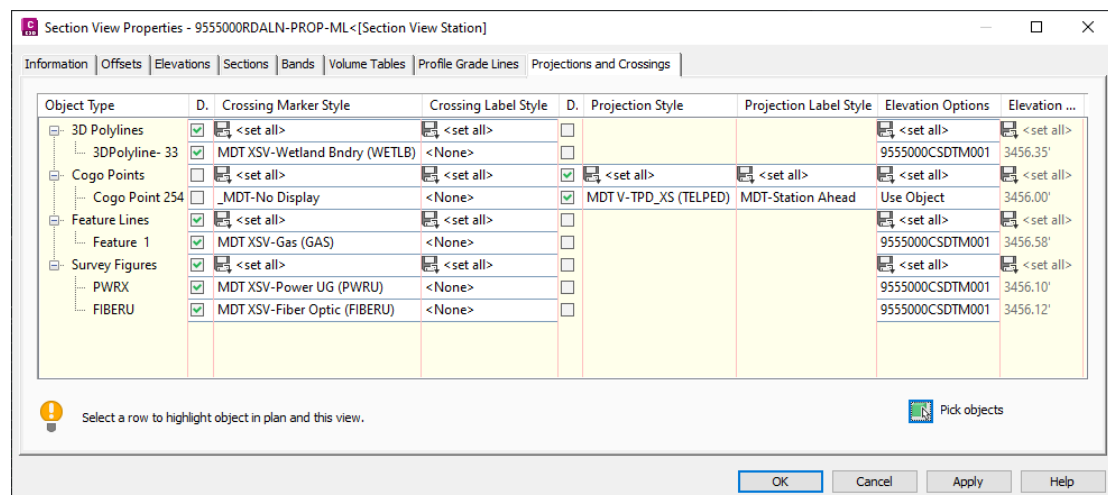 C
C3D
Section View Properties - 9555000RDALN-PROP-ML<[Section View Station]
Information Offsets Elevations Sections Bands Volume Tables Profile Grade Lines Projections and Crossings
Object Type D. Crossing Marker Style Crossing Label Style D. Projection Style Projection Label Style Elevation Options Elevation ...
3D Polylines <set all> <set all> <set all> <set all>
3DPolyline- 33 MDT XSV-Wetland Bndry (WETLB) <None> 9555000CSDTM001 3456.35'
Cogo Points <set all> <set all> <set all> <set all> <set all> <set all>
Cogo Point 254 _MDT-No Display <None> MDT V-TPD_XS (TELPED) MDT-Station Ahead Use Object 3456.00'
Feature Lines <set all> <set all> <set all> <set all>
Feature 1 MDT XSV-Gas (GAS) <None> 9555000CSDTM001 3456.58'
Survey Figures <set all> <set all> <set all> <set all>
PWRX MDT XSV-Power UG (PWRU) <None> 9555000CSDTM001 3456.10'
FIBERU MDT XSV-Fiber Optic (FIBERU) <None> 9555000CSDTM001 3456.12'
Select a row to highlight object in plan and this view.
Pick objects
OK Cancel Apply Help